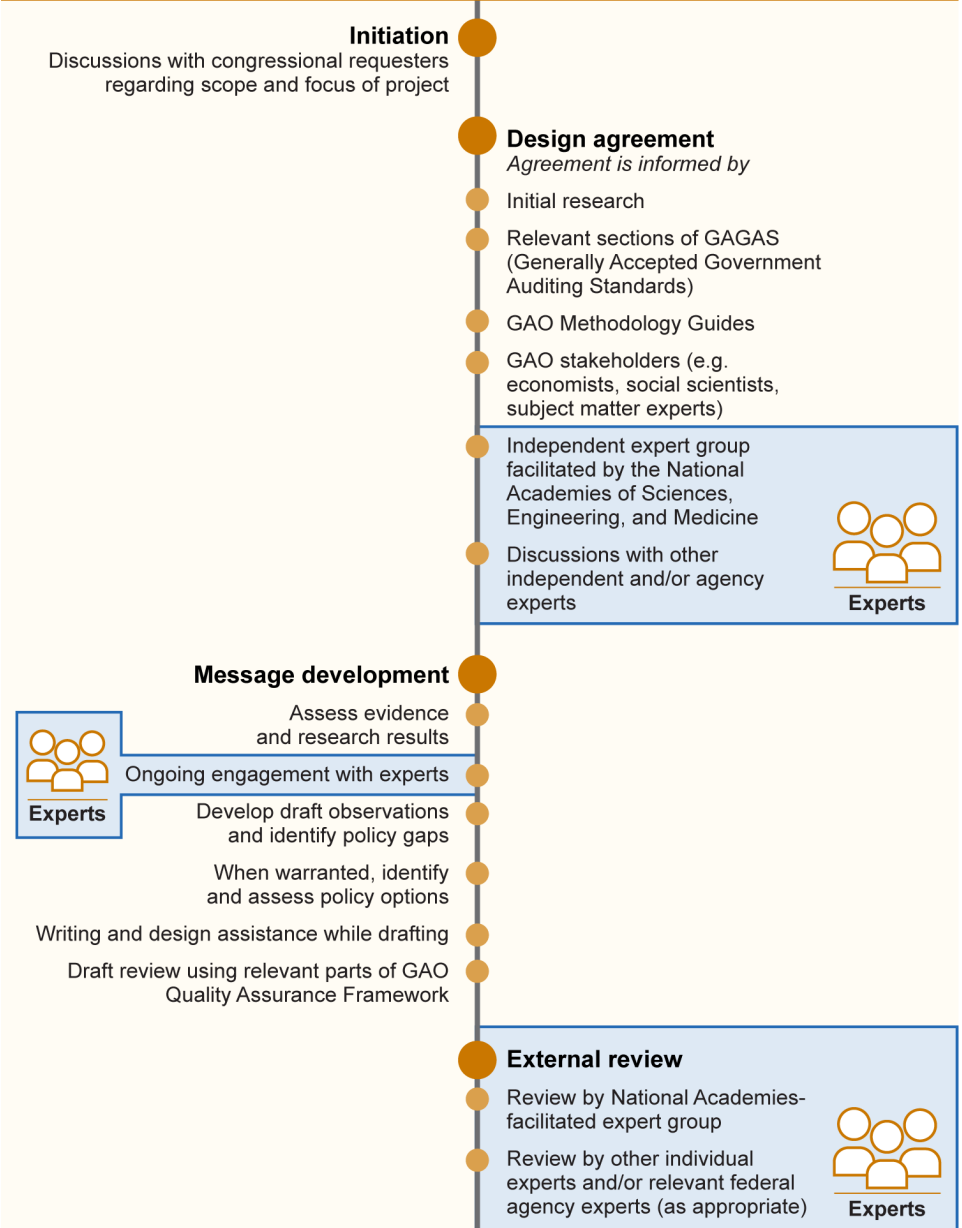 Initiation
Discussions with congressional requesters
regarding scope and focus of project
Design agreement
Agreement is informed by
Initial research
Relevant sections of GAGAS
(Generally Accepted Government
Auditing Standards)
GAO Methodology Guides
GAO stakeholders (e.g.
economists, social scientists,
subject matter experts)
Independent expert group
facilitated by the National
Academies of Sciences,
Engineering, and Medicine
Discussions with other
independent and/or agency
experts
Experts
Message development
Assess evidence
and research results
Ongoing engagement with experts
Experts
Develop draft observations
and identify policy gaps
When warranted, identify
and assess policy options
Writing and design assistance while drafting
Draft review using relevant parts of GAO
Quality Assurance Framework
External review
Review by National Academies-
facilitated expert group
Review by other individual
experts and/or relevant federal
agency experts (as appropriate)
Experts